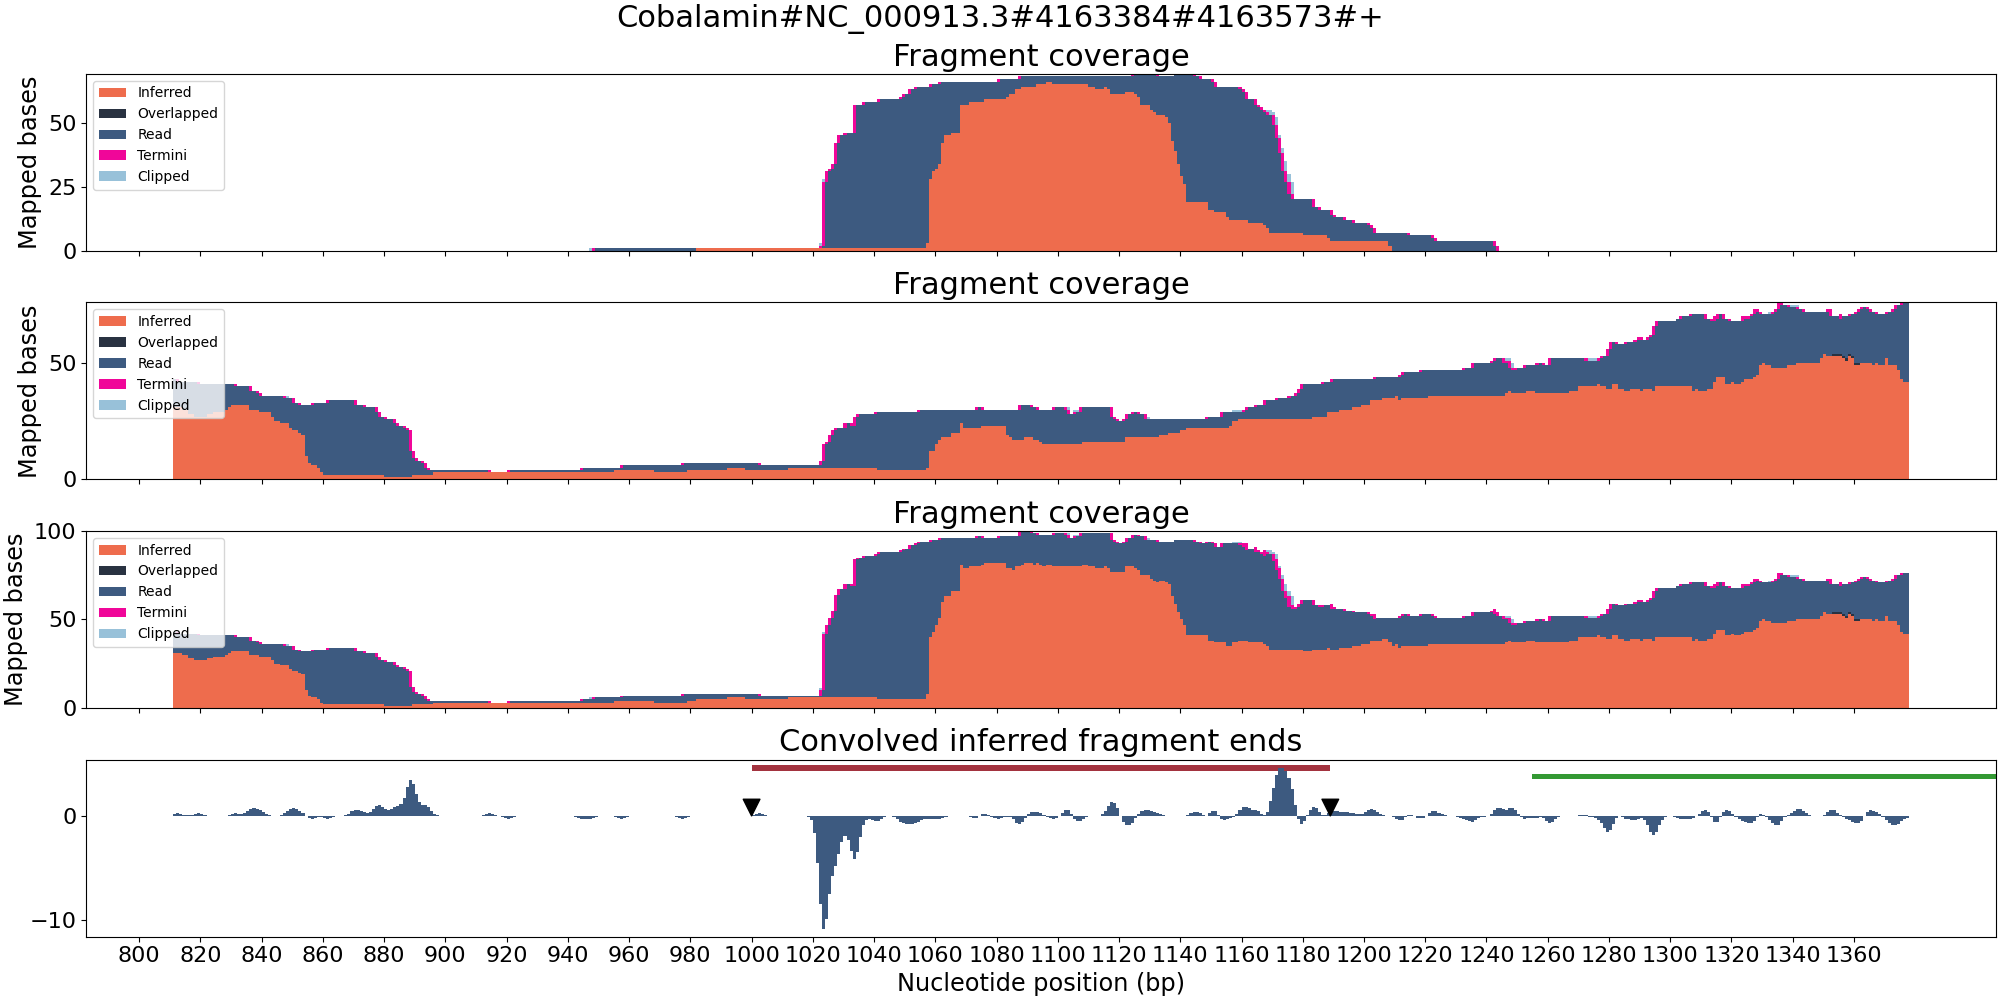 Cobalamin#NC_000913.3#4163384#4163573#+
Fragment coverage
Mapped bases
50
25
0
Inferred
Overlapped
Read
Termini
Clipped
Fragment coverage
Mapped bases
50
0
Inferred
Overlapped
Read
Termini
Clipped
Fragment coverage
Mapped bases
100
50
0
Inferred
Overlapped
Read
Termini
Clipped
Convolved inferred fragment ends
0
−10
800 820 840 860 880 900 920 940 960 980 1000 1020 1040 1060 1080 1100 1120 1140 1160 1180 1200 1220 1240 1260 1280 1300 1320 1340 1360
Nucleotide position (bp)